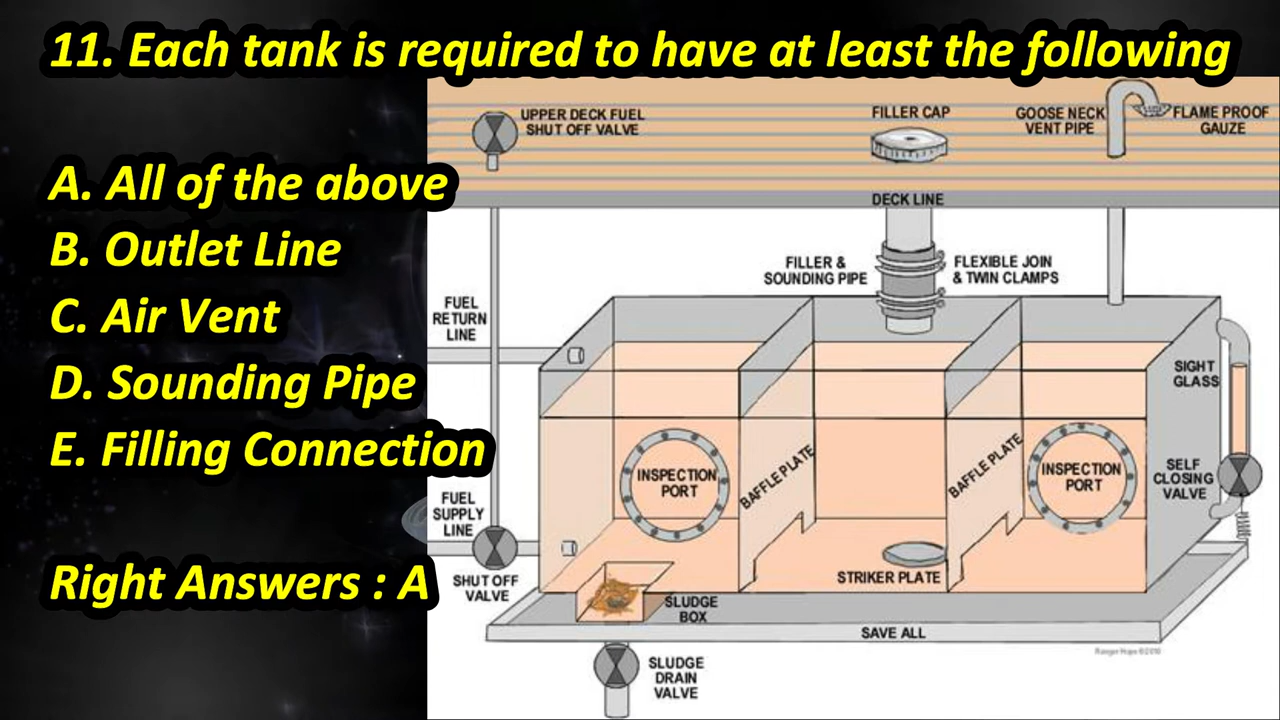 11. Each tank is required to have at least the following
A. All of the above
B. Outlet Line
C. Air Vent
D. Sounding Pipe
E. Filling Connection
Right Answers : A
UPPER DECK FUEL
SHUT OFF VALVE
FILLER CAP
GOOSE NECK
VENT PIPE
FLAME PROOF
GAUZE
DECK LINE
FILLER &
SOUNDING PIPE
FLEXIBLE JOIN
& TWIN CLAMPS
FUEL
RETURN
LINE
SIGHT
GLASS
INSPECTION
PORT
BAFFLE PLATE
BAFFLE PLATE
INSPECTION
PORT
SELF
CLOSING
VALVE
FUEL
SUPPLY
LINE
SHUT OFF
VALVE
STRIKER PLATE
SLUDGE
BOX
SAVE ALL
Ranger Hope ©2018
SLUDGE
DRAIN
VALVE